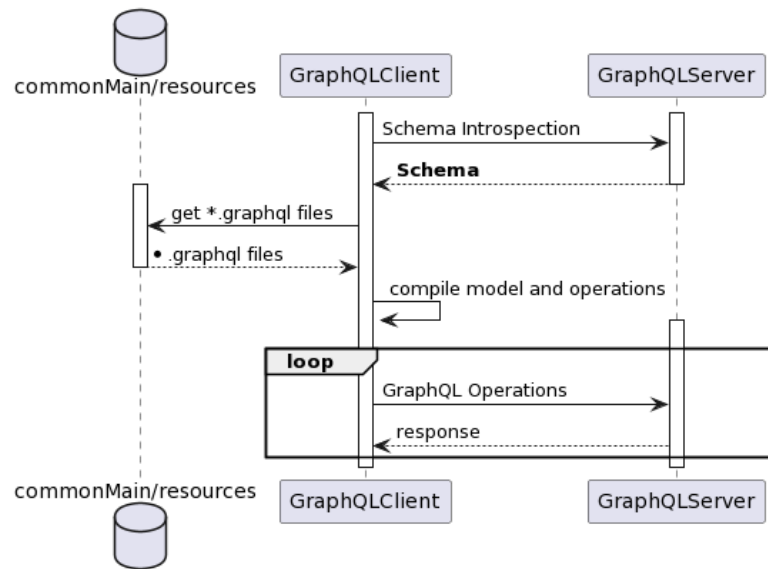 commonMain/resources
GraphQLClient
GraphQLServer
Schema Introspection
Schema
get *.graphql files
• .graphql files
compile model and operations
loop
GraphQL Operations
response
commonMain/resources
GraphQLClient
GraphQLServer